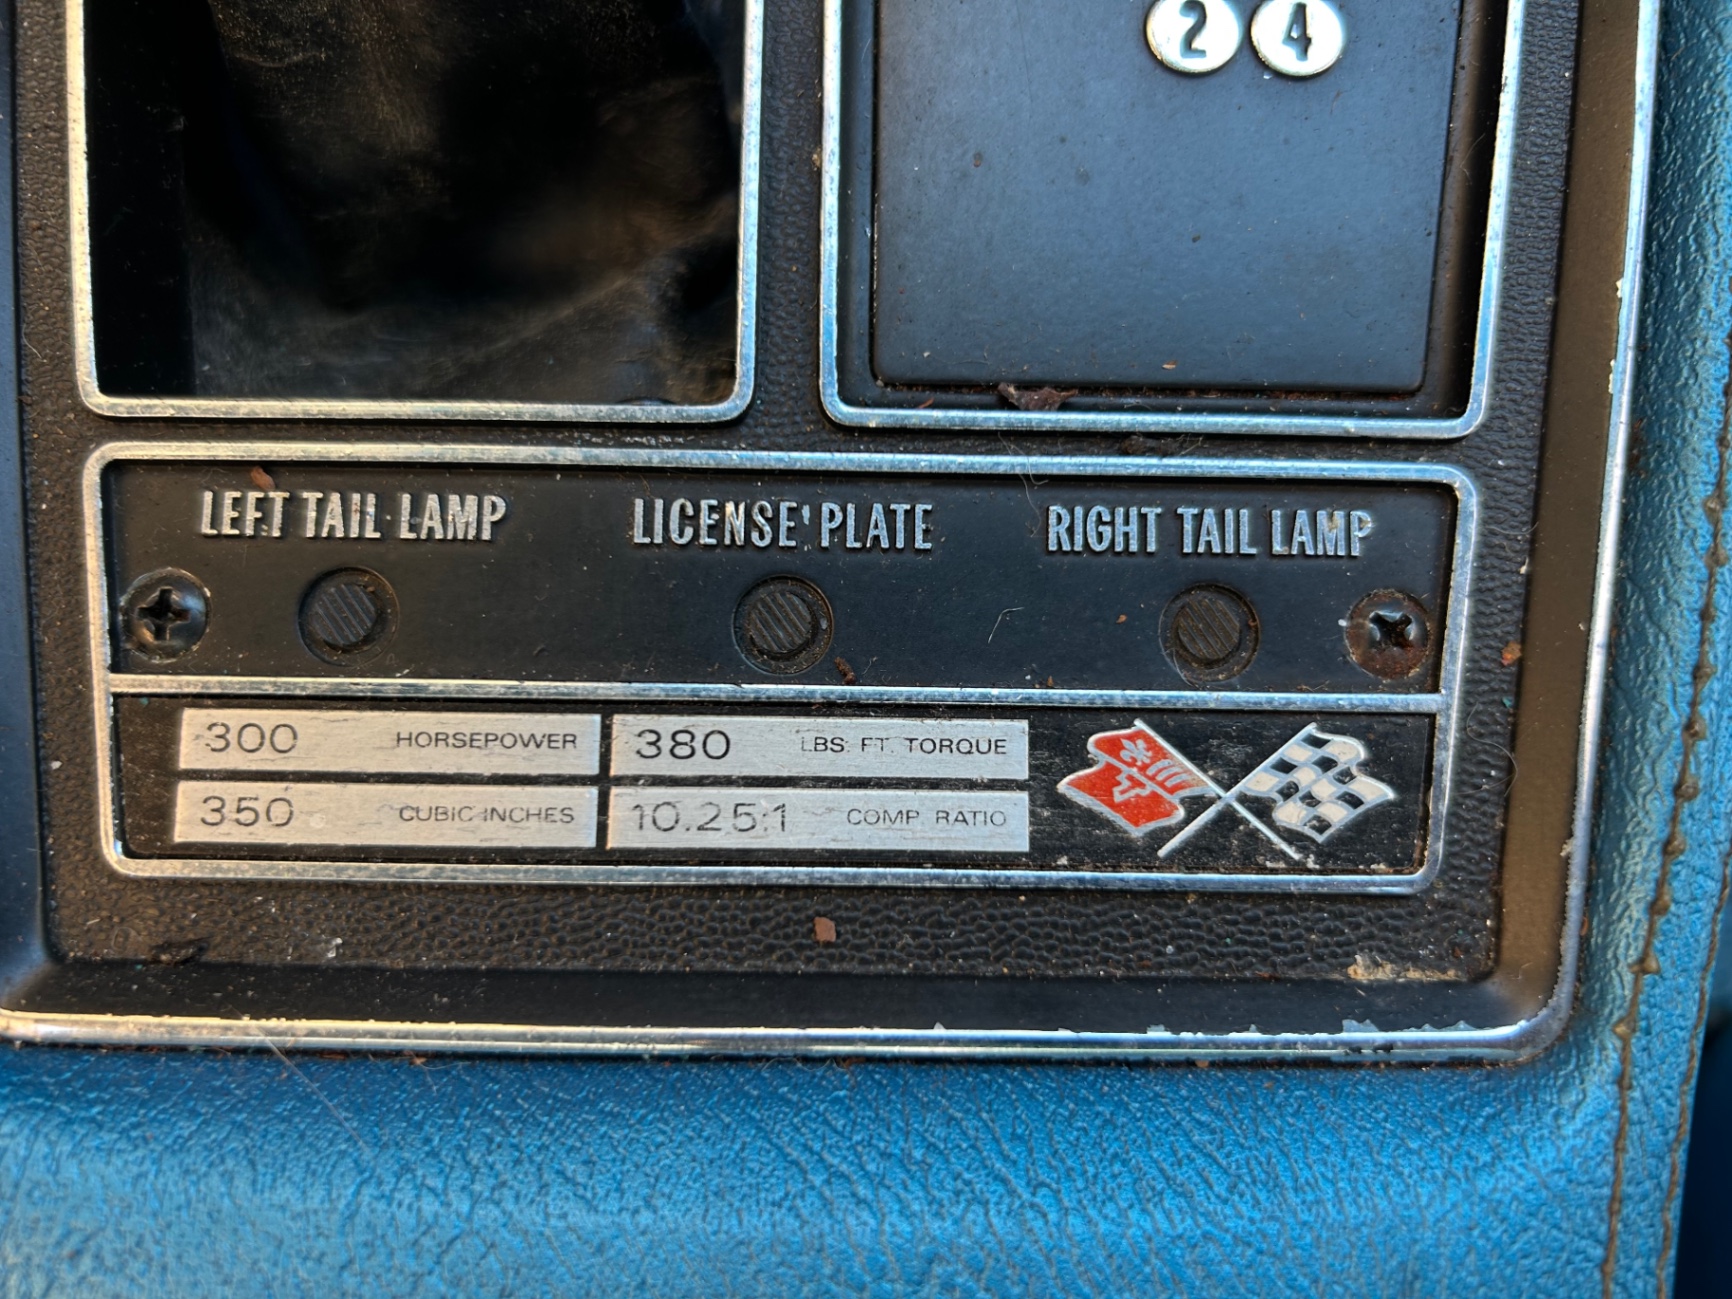 2 4
LEFT TAIL LAMP LICENSE PLATE RIGHT TAIL LAMP
300 HORSEPOWER 380 LBS. FT. TORQUE
350 CUBIC INCHES 10.25:1 COMP. RATIO